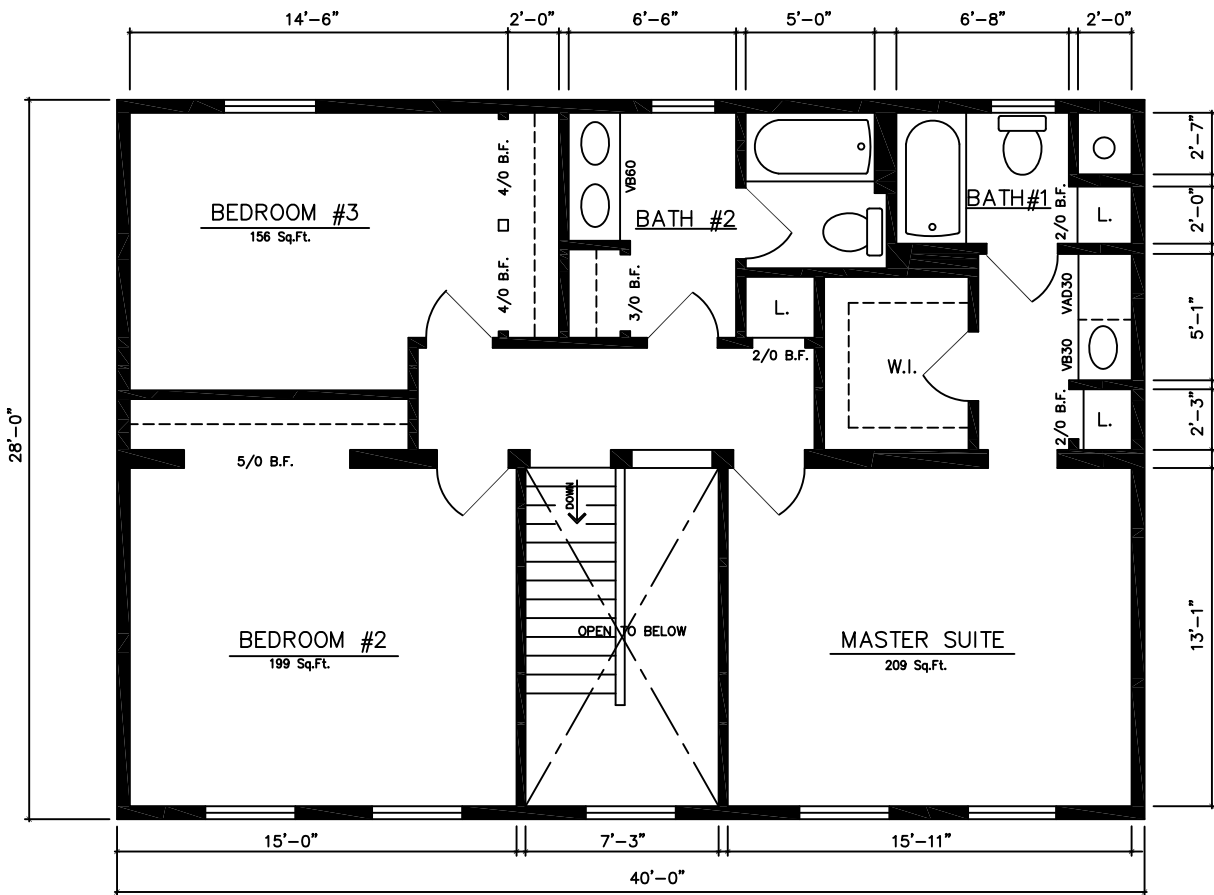 14'-6"
2'-0"
6'-6"
5'-0"
6'-8"
2'-0"
28'-0"
BEDROOM #3
156 Sq.Ft.
4/0 B.F.
4/0 B.F.
VB60
BATH #2
3/0 B.F.
L.
2/0 B.F.
BATH#1
2/0 B.F.
L.
VAD30
VB30
W.I.
2/0 B.F.
L.
2'-7"
2'-0"
5'-1"
2'-3"
13'-1"
5/0 B.F.
DOWN
BEDROOM #2
199 Sq.Ft.
OPEN TO BELOW
MASTER SUITE
209 Sq.Ft.
15'-0"
7'-3"
15'-11"
40'-0"